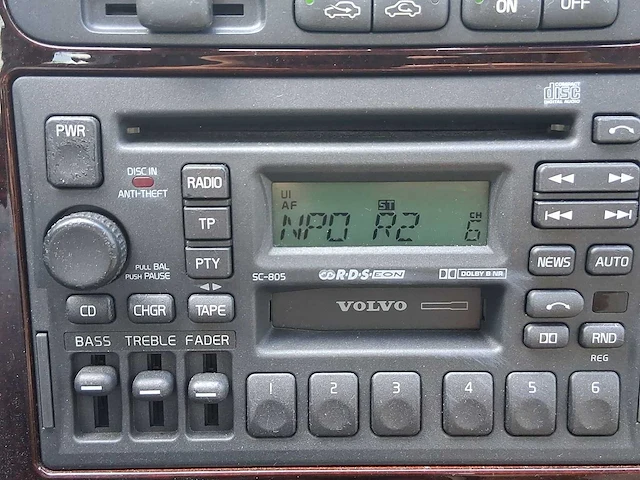 ON
OFF
COMPACT
disc
DIGITAL AUDIO
PWR
DISC IN
ANTI-THEFT
RADIO
TP
PTY
PULL BAL
PUSH PAUSE
UI
AF
ST
CH
NPO R2 6
SC-805
R·D·S·EON
DOLBY B NR
VOLVO
NEWS
AUTO
CD
CHGR
TAPE
RND
REG
BASS TREBLE FADER
1 2 3 4 5 6